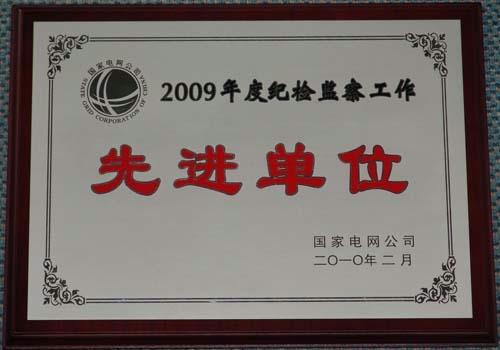 国家电网公司
STATE GRID CORPORATION OF CHINA
2009年度纪检监察工作
先进单位
国家电网公司
二〇一〇年二月